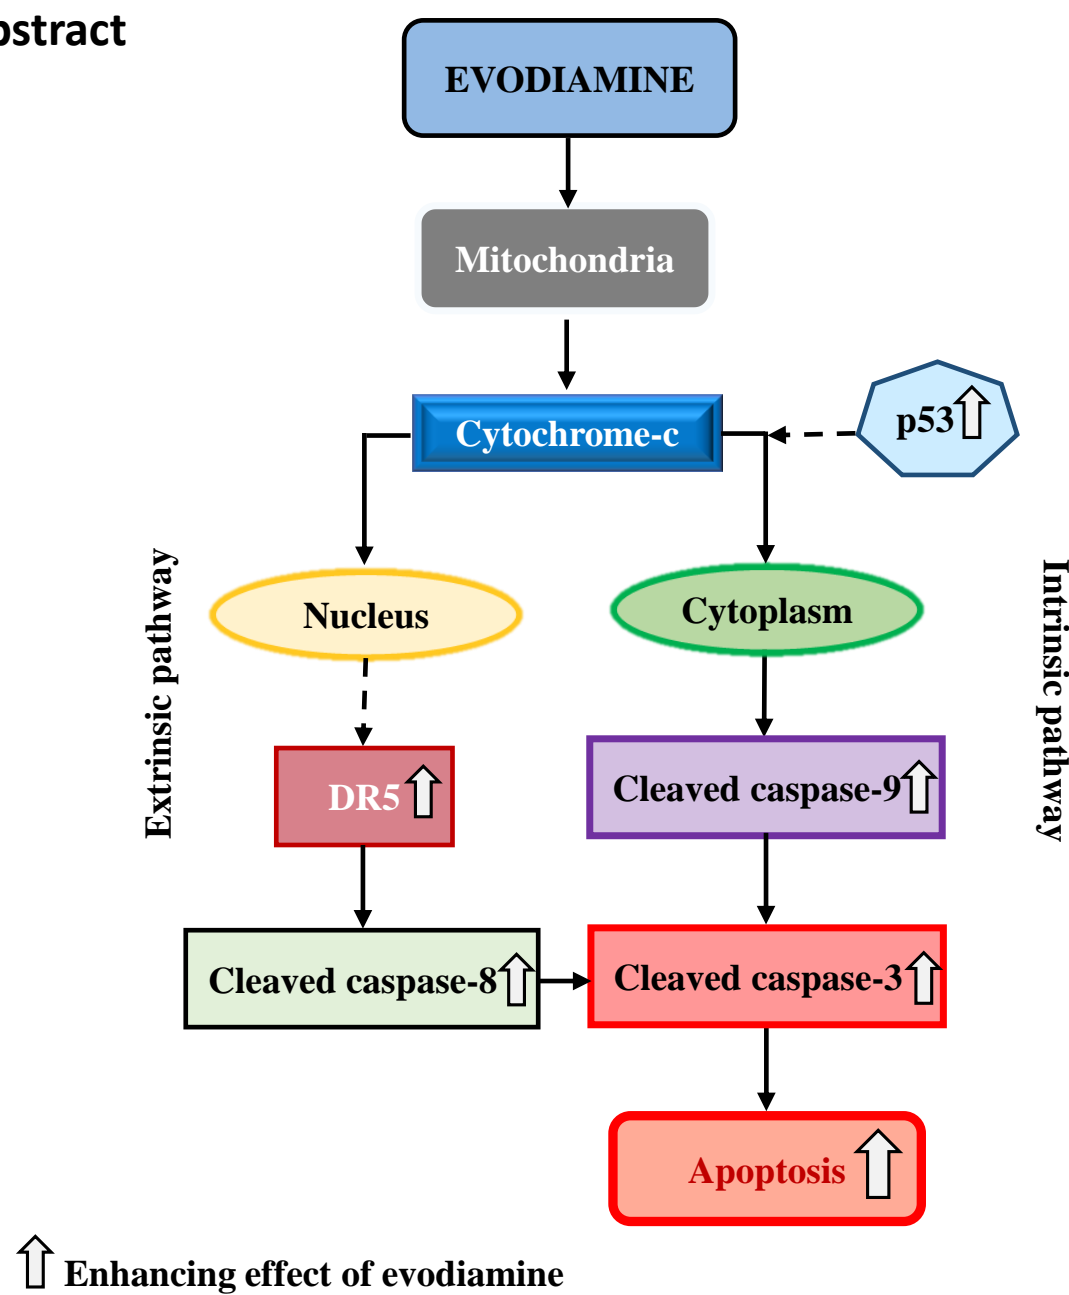 bstract
EVODIAMINE
Mitochondria
Cytochrome-c
p53
Nucleus
Cytoplasm
Extrinsic pathway
Intrinsic pathway
DR5
Cleaved caspase-9
Cleaved caspase-8
Cleaved caspase-3
Apoptosis
Enhancing effect of evodiamine